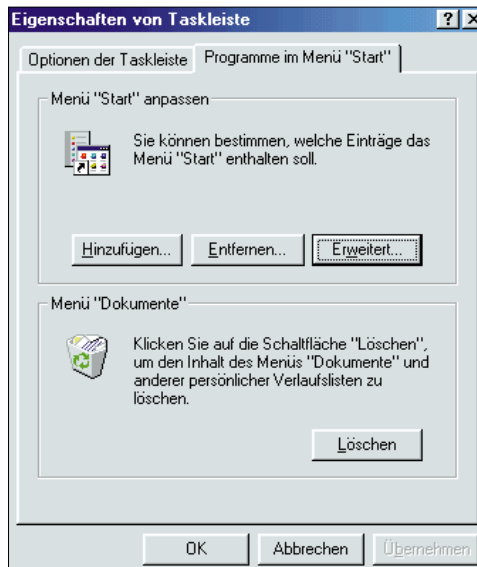 Eigenschaften von Taskleiste
Optionen der Taskleiste
Programme im Menü "Start"
Menü "Start" anpassen
Sie können bestimmen, welche Einträge das
Menü "Start" enthalten soll.
Hinzufügen...
Entfernen...
Erweitert...
Menü "Dokumente"
Klicken Sie auf die Schaltfläche "Löschen",
um den Inhalt des Menüs "Dokumente" und
anderer persönlicher Verlaufslisten zu
löschen.
Löschen
OK
Abbrechen
Übernehmen